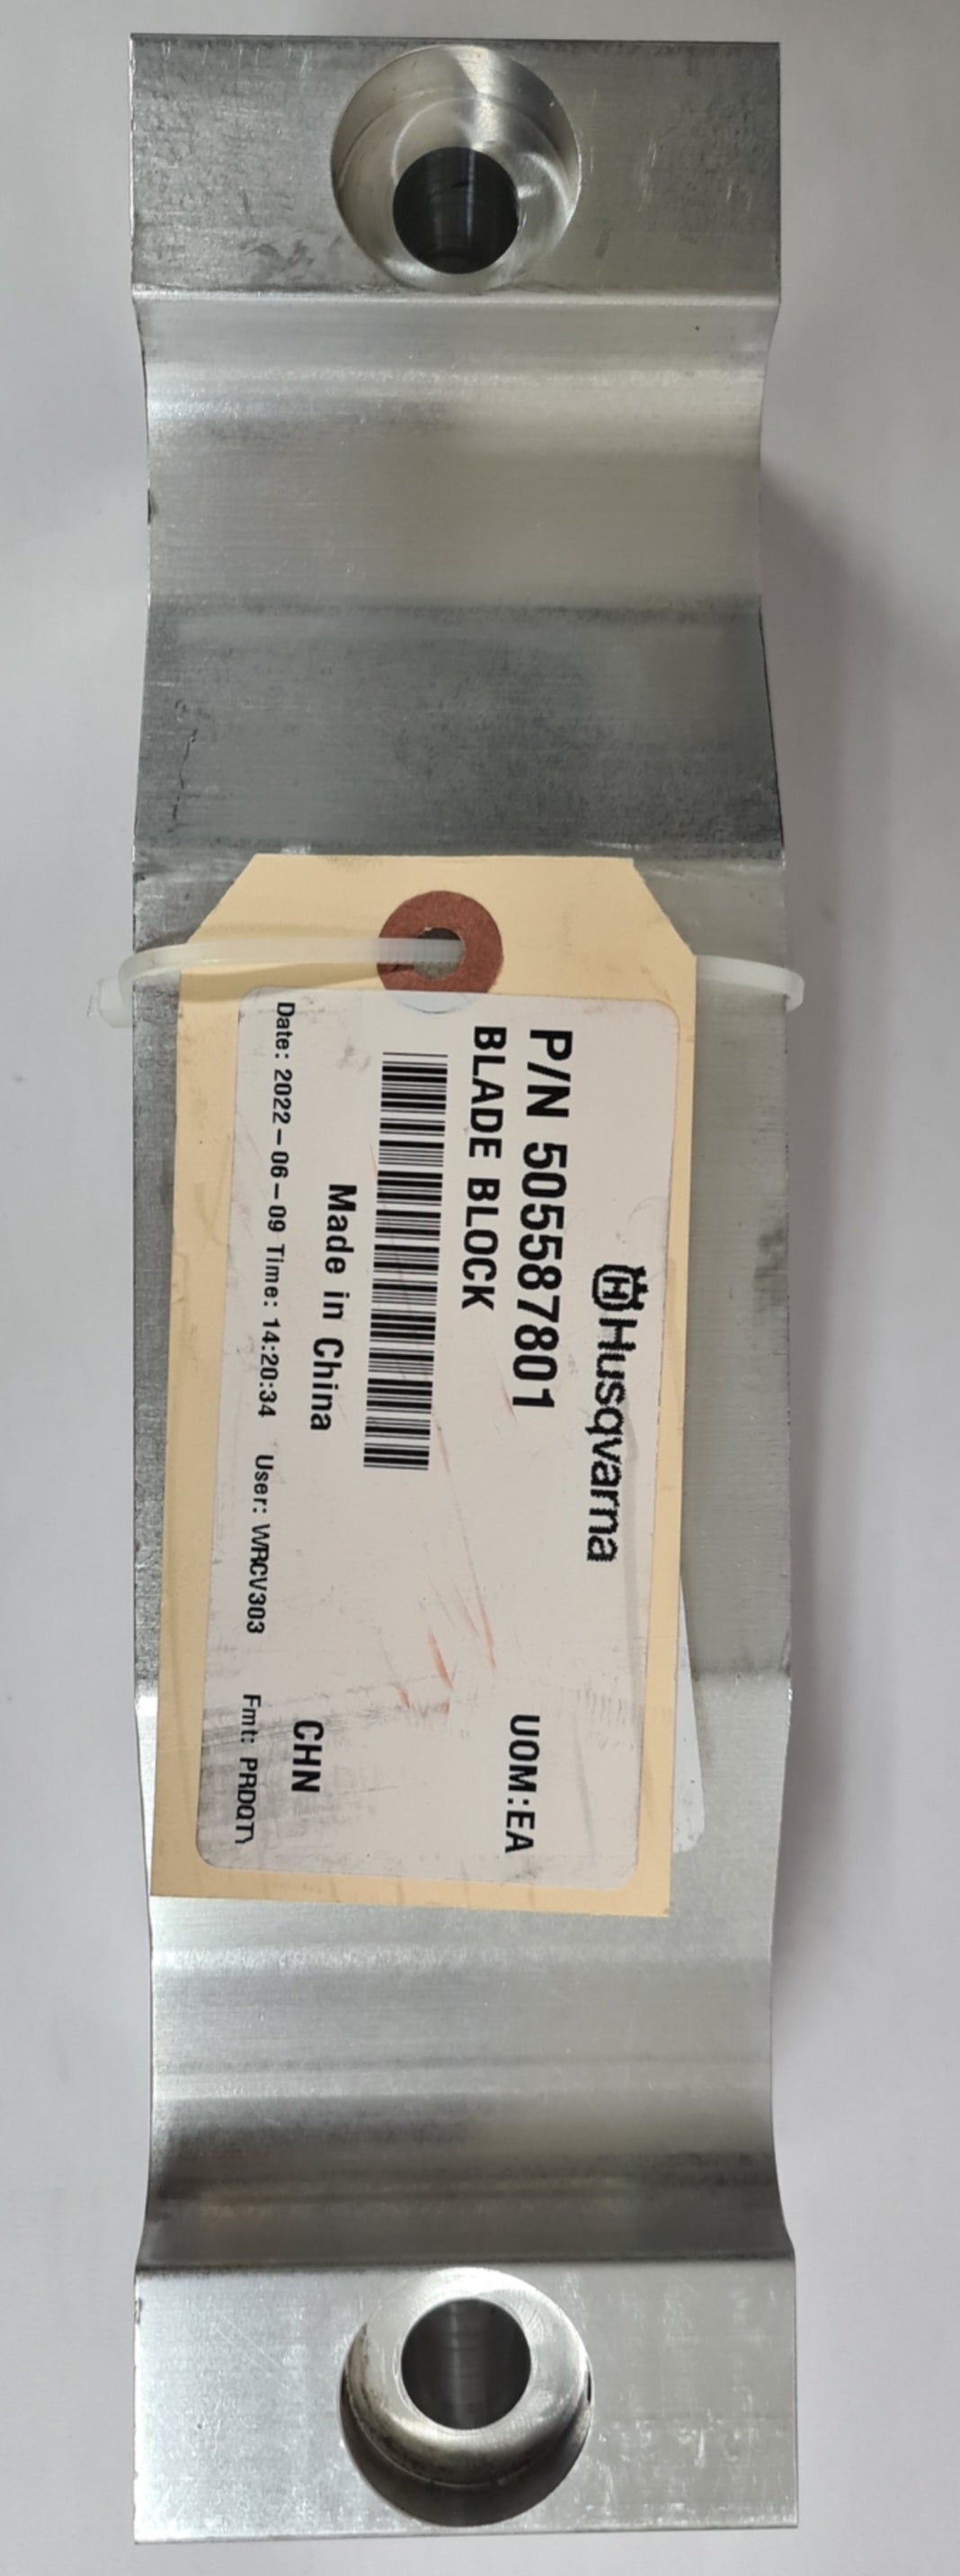 Husqvarna
P/N 505587801 UOM:EA
BLADE BLOCK
Made in China CHN
Date: 2022-06-09 Time: 14:20:34 User: WRCV303 Fmt: PRDQT